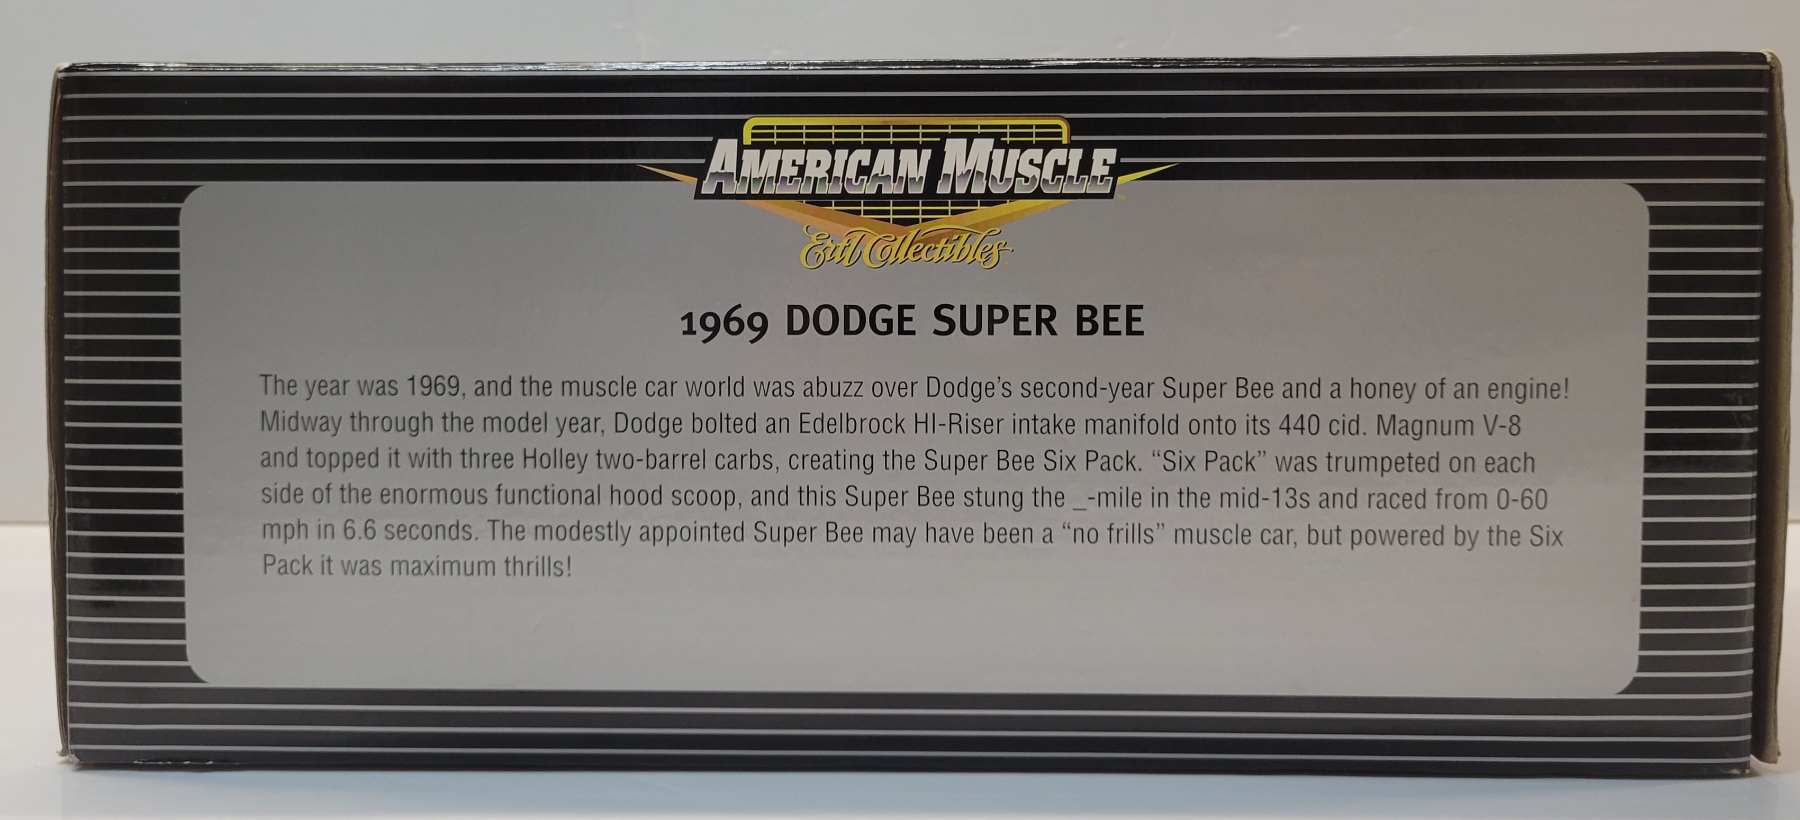 AMERICAN MUSCLE
Ertl Collectibles
1969 DODGE SUPER BEE
The year was 1969, and the muscle car world was abuzz over Dodge's second-year Super Bee and a honey of an engine!
Midway through the model year, Dodge bolted an Edelbrock HI-Riser intake manifold onto its 440 cid. Magnum V-8
and topped it with three Holley two-barrel carbs, creating the Super Bee Six Pack. “Six Pack” was trumpeted on each
side of the enormous functional hood scoop, and this Super Bee stung the _-mile in the mid-13s and raced from 0-60
mph in 6.6 seconds. The modestly appointed Super Bee may have been a “no frills” muscle car, but powered by the Six
Pack it was maximum thrills!